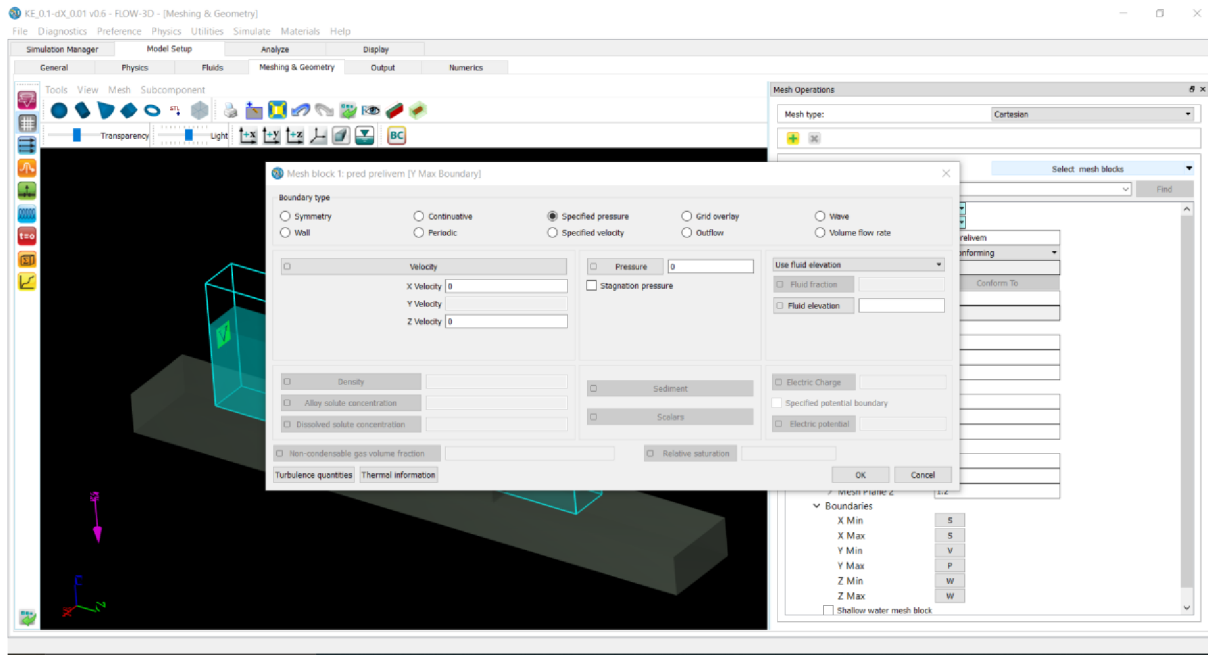 KE_0.1-dX_0.01 v0.6 - FLOW-3D - [Meshing & Geometry]
File Diagnostics Preference Physics Utilities Simulate Materials Help
Simulation Manager Model Setup Analyze Display
General Physics Fluids Meshing & Geometry Output Numerics
Tools View Mesh Subcomponent
Mesh Operations
Mesh type: Cartesian
STL
Transparency Light +x +y +z BC
Select mesh blocks
Find
Mesh block 1: pred prelivem [Y Max Boundary]
Boundary type
Symmetry Continuative Specified pressure Grid overlay Wave
Wall Periodic Specified velocity Outflow Volume flow rate
Velocity Pressure 0 Use fluid elevation
X Velocity 0 Stagnation pressure Fluid fraction
Y Velocity Fluid elevation
Z Velocity 0
Density Sediment Electric Charge
Alloy solute concentration Scalars Specified potential boundary
Dissolved solute concentration Electric potential
Non-condensable gas volume fraction Relative saturation
Turbulence quantities Thermal information OK Cancel
relivem
onforming
Conform To
t=0
V
Mesh Plane 2 1.2
Boundaries
X Min S
X Max S
Y Min V
Y Max P
Z Min W
Z Max W
Shallow water mesh block